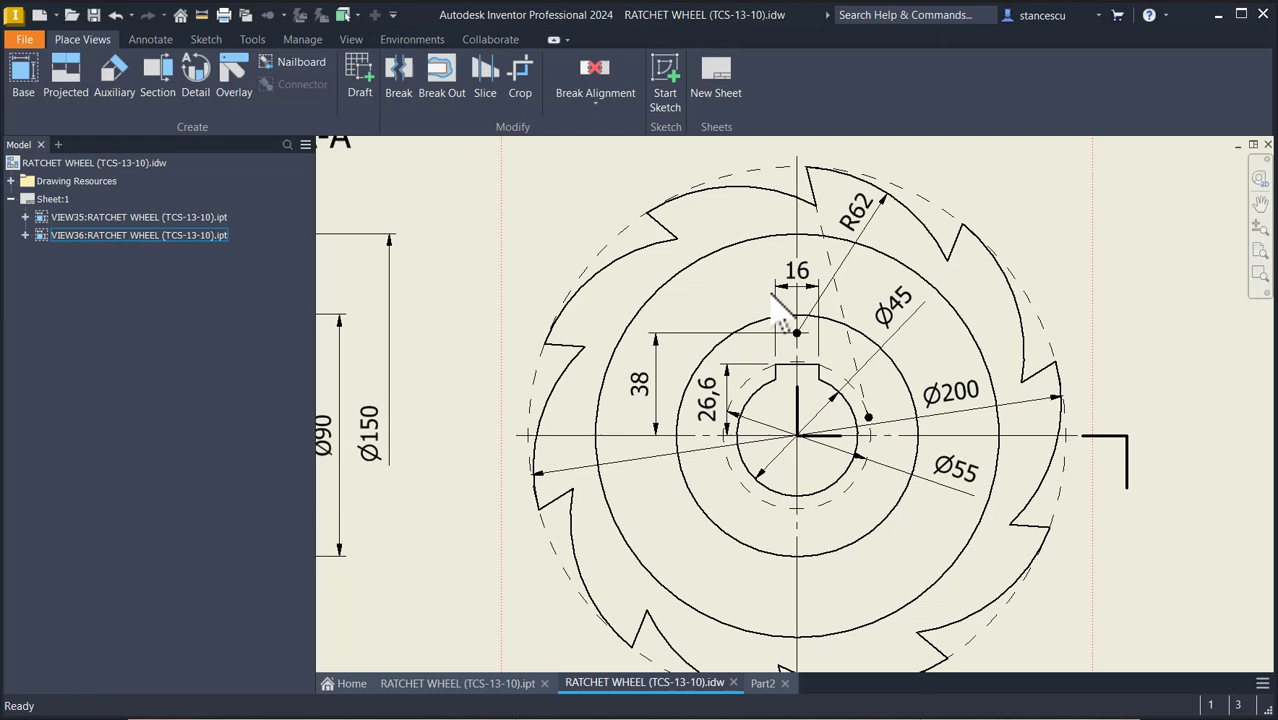 Autodesk Inventor Professional 2024 RATCHET WHEEL (TCS-13-10).idw
Search Help & Commands...
stancescu
File
Place Views
Annotate
Sketch
Tools
Manage
View
Environments
Collaborate
Base
Projected
Auxiliary
Section
Detail
Overlay
Nailboard
Connector
Draft
Break
Break Out
Slice
Crop
Break Alignment
Start Sketch
New Sheet
Create
Modify
Sketch
Sheets
Model
RATCHET WHEEL (TCS-13-10).idw
Drawing Resources
Sheet:1
VIEW35:RATCHET WHEEL (TCS-13-10).ipt
VIEW36:RATCHET WHEEL (TCS-13-10).ipt
-A
R62
16
Ø45
38
26,6
Ø200
Ø90
Ø150
Ø55
Home
RATCHET WHEEL (TCS-13-10).ipt
RATCHET WHEEL (TCS-13-10).idw
Part2
Ready
1
3